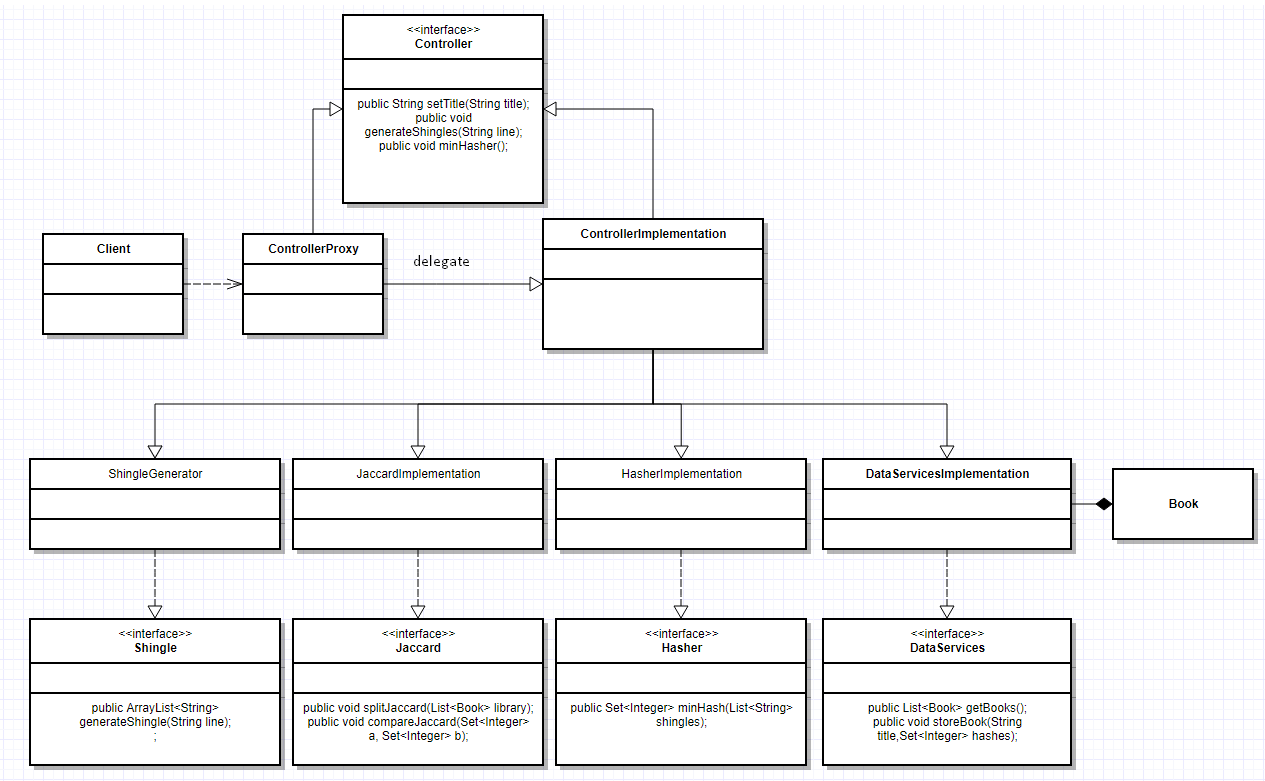 <<interface>>
Controller
public String setTitle(String title);
public void
generateShingles(String line);
public void minHasher();
Client
ControllerProxy
delegate
ControllerImplementation
ShingleGenerator
JaccardImplementation
HasherImplementation
DataServicesImplementation
Book
<<interface>>
Shingle
public ArrayList<String>
generateShingle(String line);
;
<<interface>>
Jaccard
public void splitJaccard(List<Book> library);
public void compareJaccard(Set<Integer>
a, Set<Integer> b);
<<interface>>
Hasher
public Set<Integer> minHash(List<String>
shingles);
<<interface>>
DataServices
public List<Book> getBooks();
public void storeBook(String
title,Set<Integer> hashes);